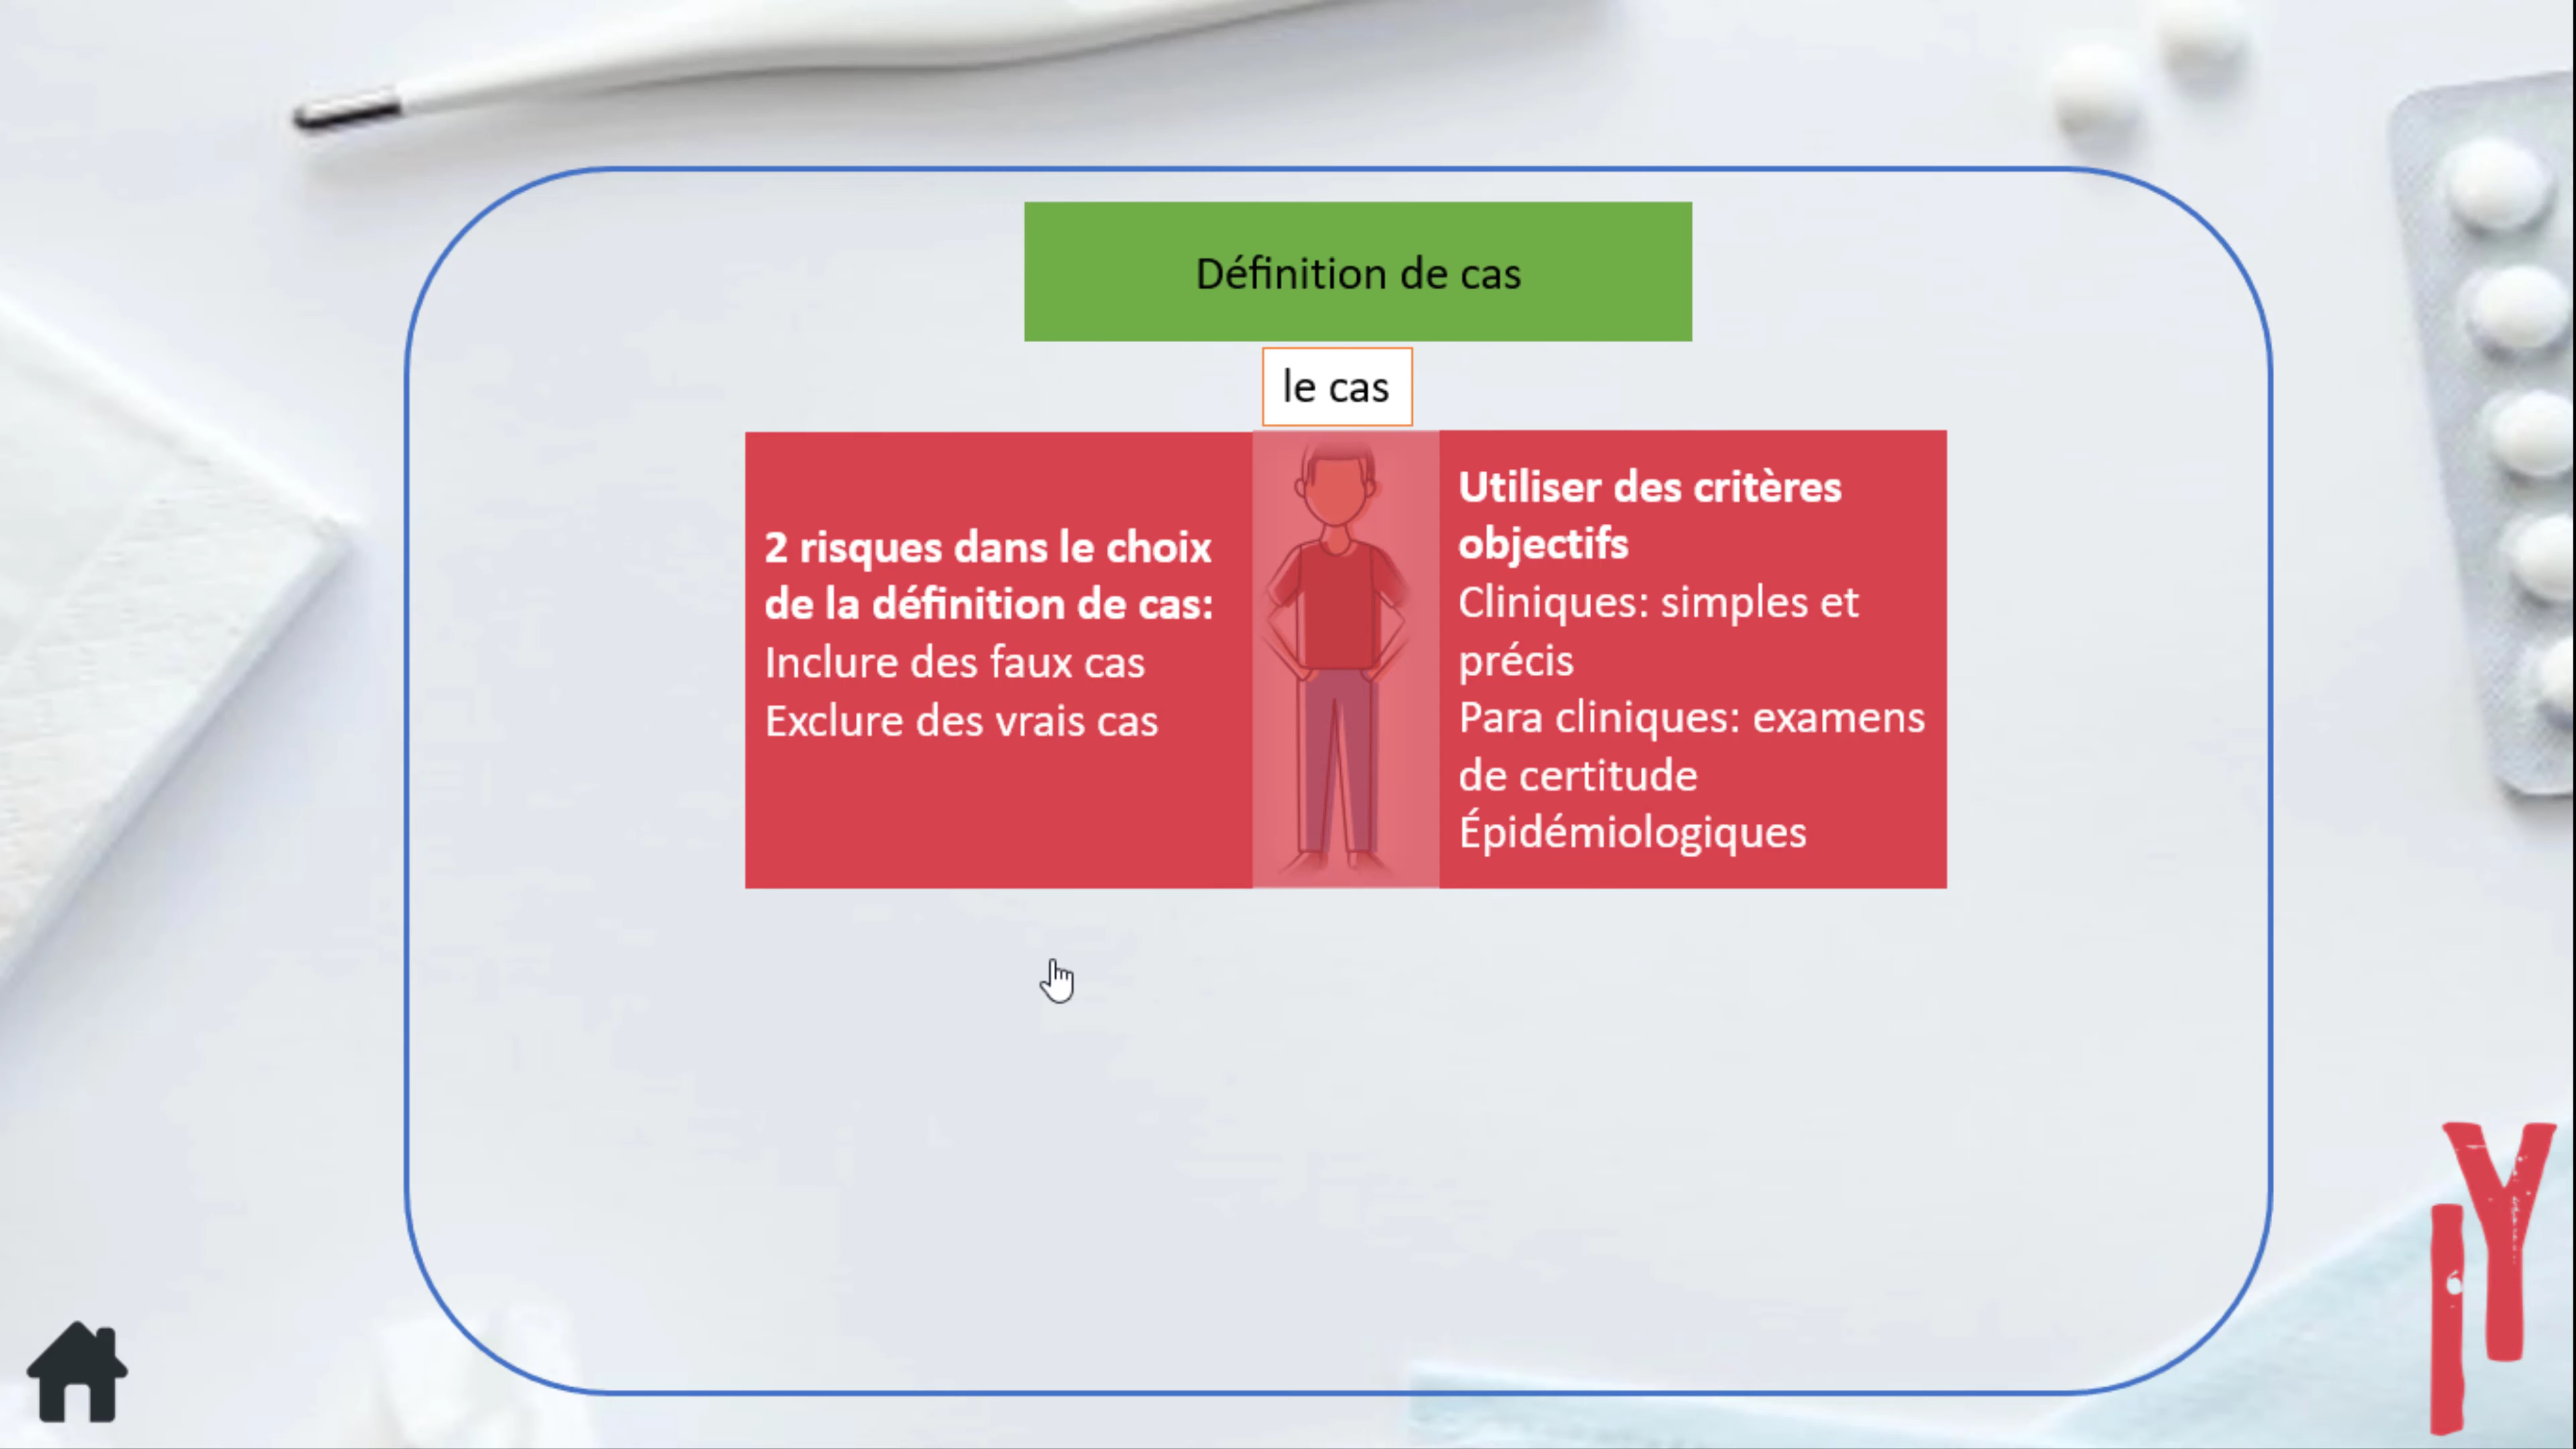 Définition de cas
le cas
2 risques dans le choix
de la définition de cas:
Inclure des faux cas
Exclure des vrais cas
Utiliser des critères
objectifs
Cliniques: simples et
précis
Para cliniques: examens
de certitude
Épidémiologiques